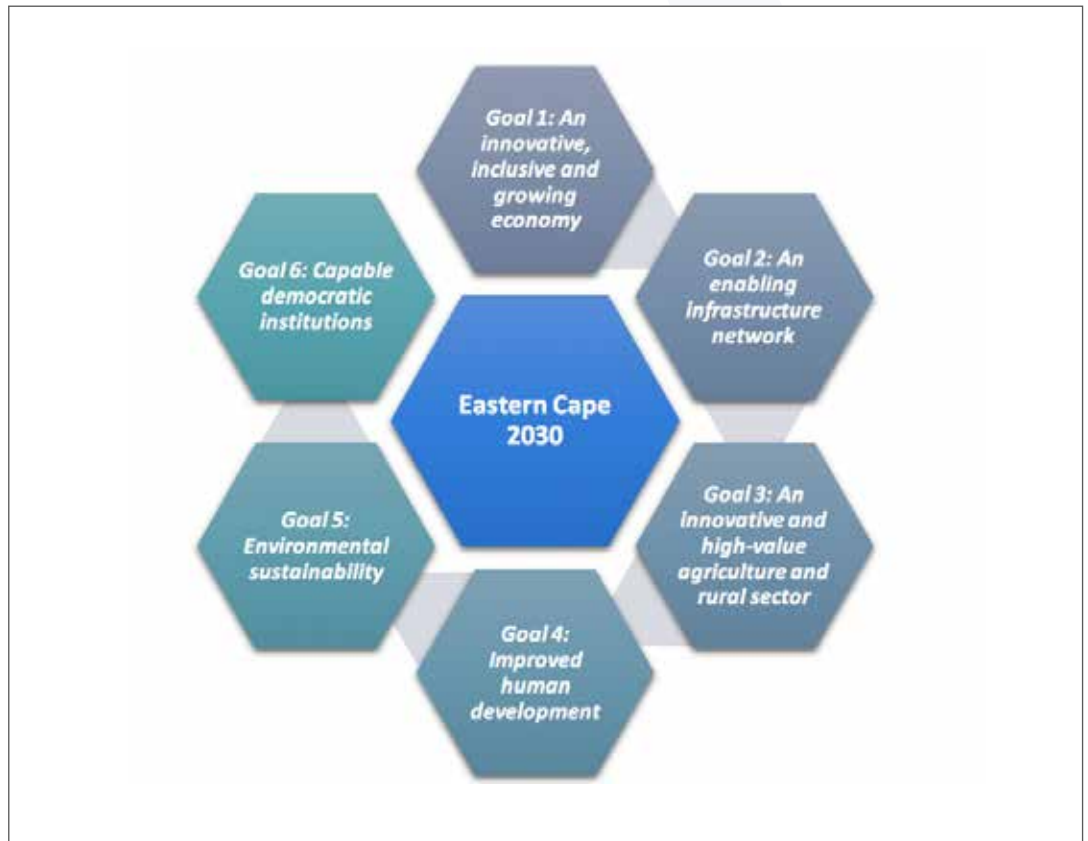 Goal 1: An
innovative,
inclusive and
growing
economy
Goal 2: An
enabling
infrastructure
network
Goal 3: An
innovative and
high-value
agriculture and
rural sector
Goal 4:
Improved
human
development
Goal 5:
Environmental
sustainability
Goal 6: Capable
democratic
institutions
Eastern Cape
2030